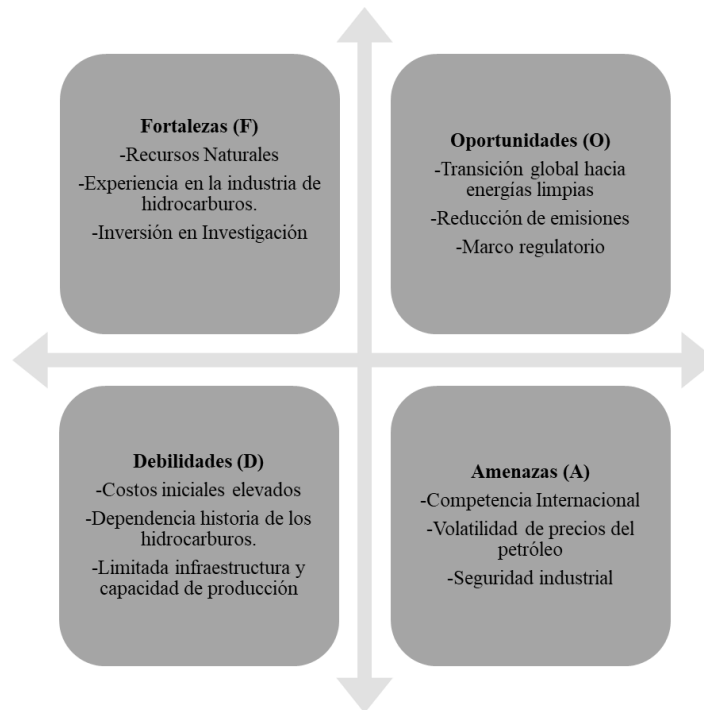 Fortalezas (F)
-Recursos Naturales
-Experiencia en la industria de
hidrocarburos.
-Inversión en Investigación
Oportunidades (O)
-Transición global hacia
energías limpias
-Reducción de emisiones
-Marco regulatorio
Debilidades (D)
-Costos iniciales elevados
-Dependencia historia de los
hidrocarburos.
-Limitada infraestructura y
capacidad de producción
Amenazas (A)
-Competencia Internacional
-Volatilidad de precios del
petróleo
-Seguridad industrial